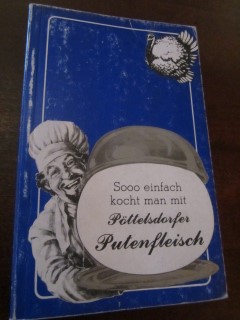 Sooo einfach
kocht man mit
Pöttelsdorfer
Putenfleisch